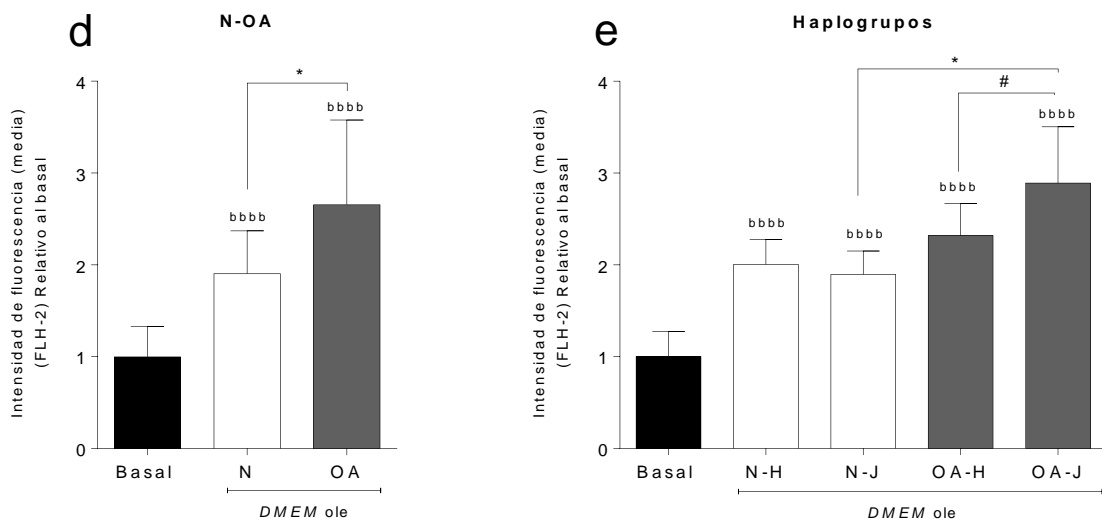 d
N-OA
Intensidad de fluorescencia (media)
(FLH-2) Relativo al basal
4
3
2
1
0
*
bbbb
bbbb
Basal
N
OA
DMEM ole
e
Haplogrupos
Intensidad de fluorescencia (media)
(FLH-2) Relativo al basal
4
3
2
1
0
*
#
bbbb
bbbb
bbbb
bbbb
Basal
N-H
N-J
OA-H
OA-J
DMEM ole